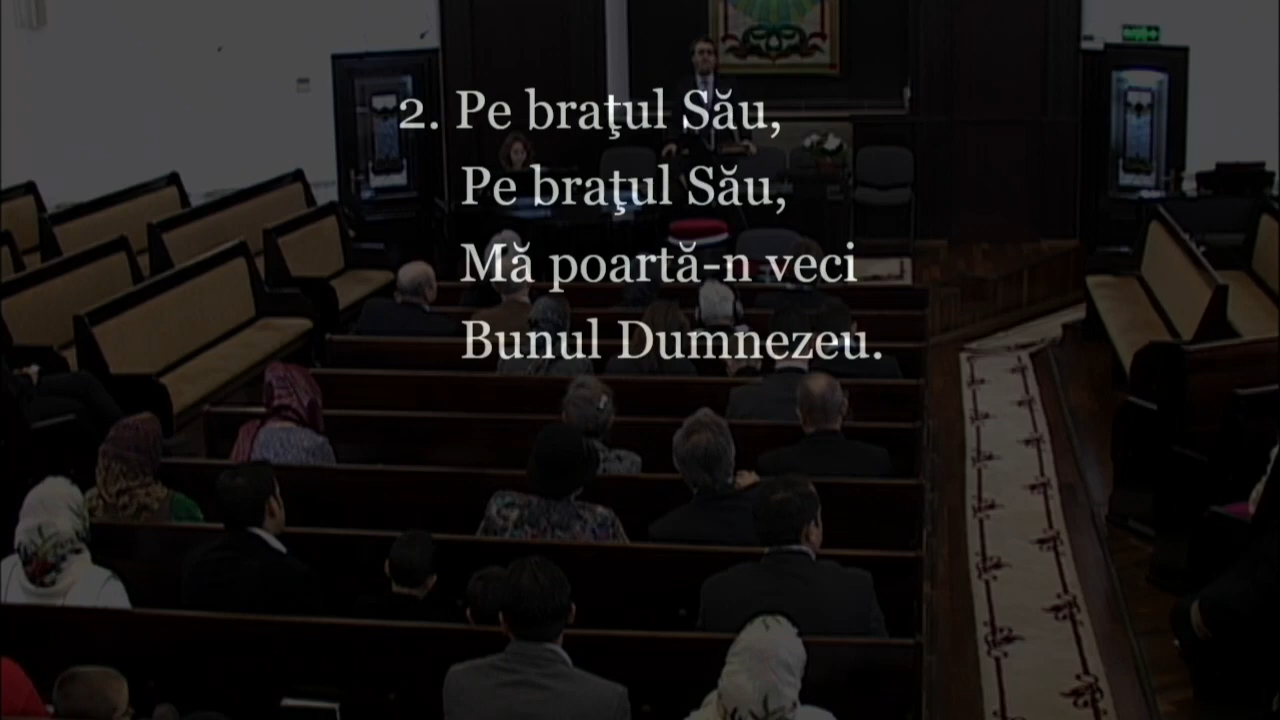 2. Pe braţul Său,
Pe braţul Său,
Mă poartă-n veci
Bunul Dumnezeu.